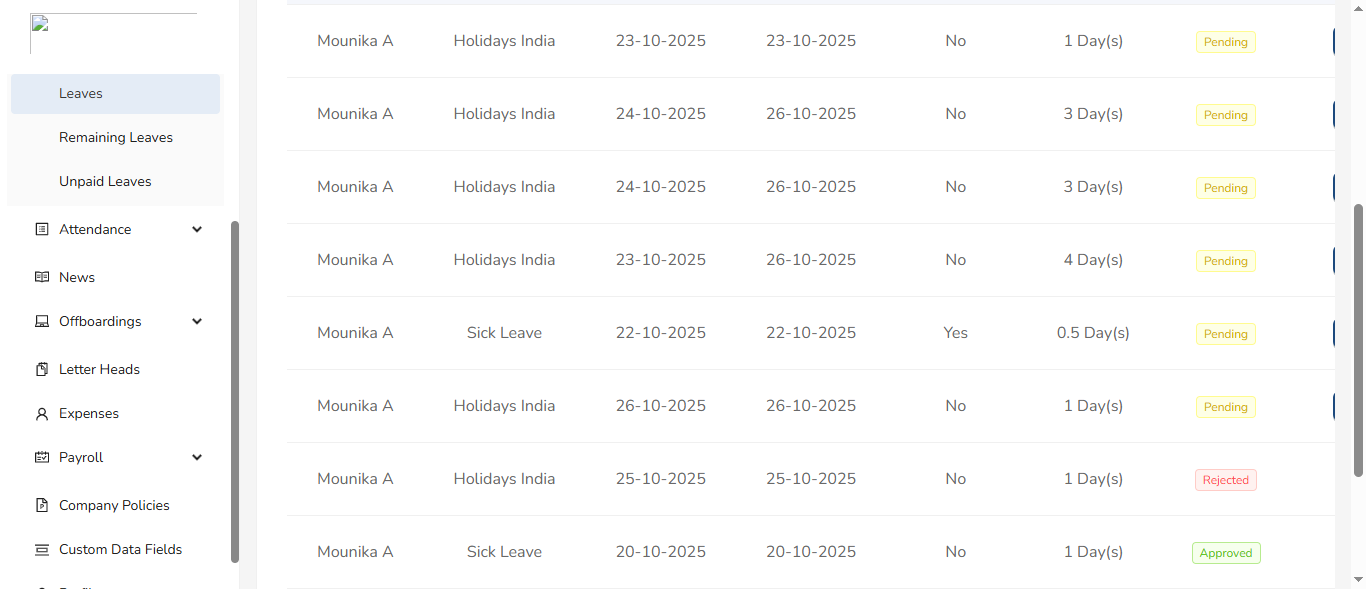 Leaves
Remaining Leaves
Unpaid Leaves
Attendance
News
Offboardings
Letter Heads
Expenses
Payroll
Company Policies
Custom Data Fields
Mounika A Holidays India 23-10-2025 23-10-2025 No 1 Day(s) Pending
Mounika A Holidays India 24-10-2025 26-10-2025 No 3 Day(s) Pending
Mounika A Holidays India 24-10-2025 26-10-2025 No 3 Day(s) Pending
Mounika A Holidays India 23-10-2025 26-10-2025 No 4 Day(s) Pending
Mounika A Sick Leave 22-10-2025 22-10-2025 Yes 0.5 Day(s) Pending
Mounika A Holidays India 26-10-2025 26-10-2025 No 1 Day(s) Pending
Mounika A Holidays India 25-10-2025 25-10-2025 No 1 Day(s) Rejected
Mounika A Sick Leave 20-10-2025 20-10-2025 No 1 Day(s) Approved